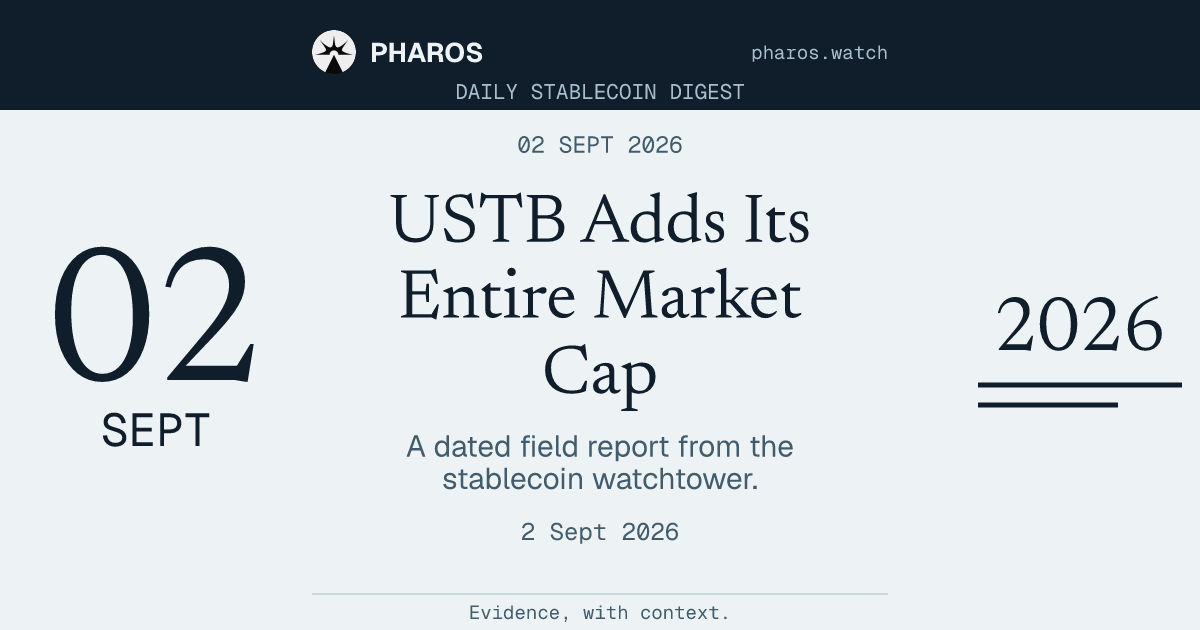 PHAROS
pharos.watch
DAILY STABLECOIN DIGEST
02 SEPT 2026
02
SEPT
USTB Adds Its
Entire Market
Cap
2026
A dated field report from the
stablecoin watchtower.
2 Sept 2026
Evidence, with context.